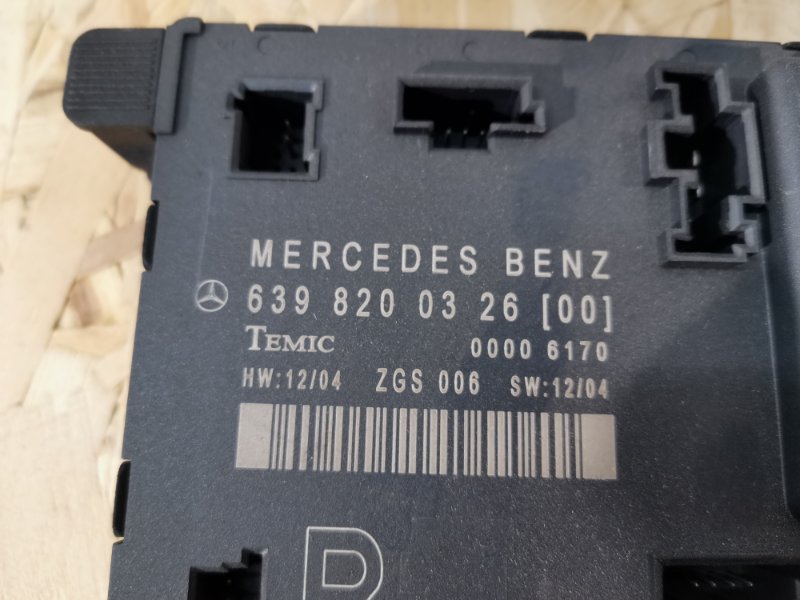 MERCEDES BENZ
639 820 03 26 [00]
TEMIC 0000 6170
HW:12/04 ZGS 006 SW:12/04